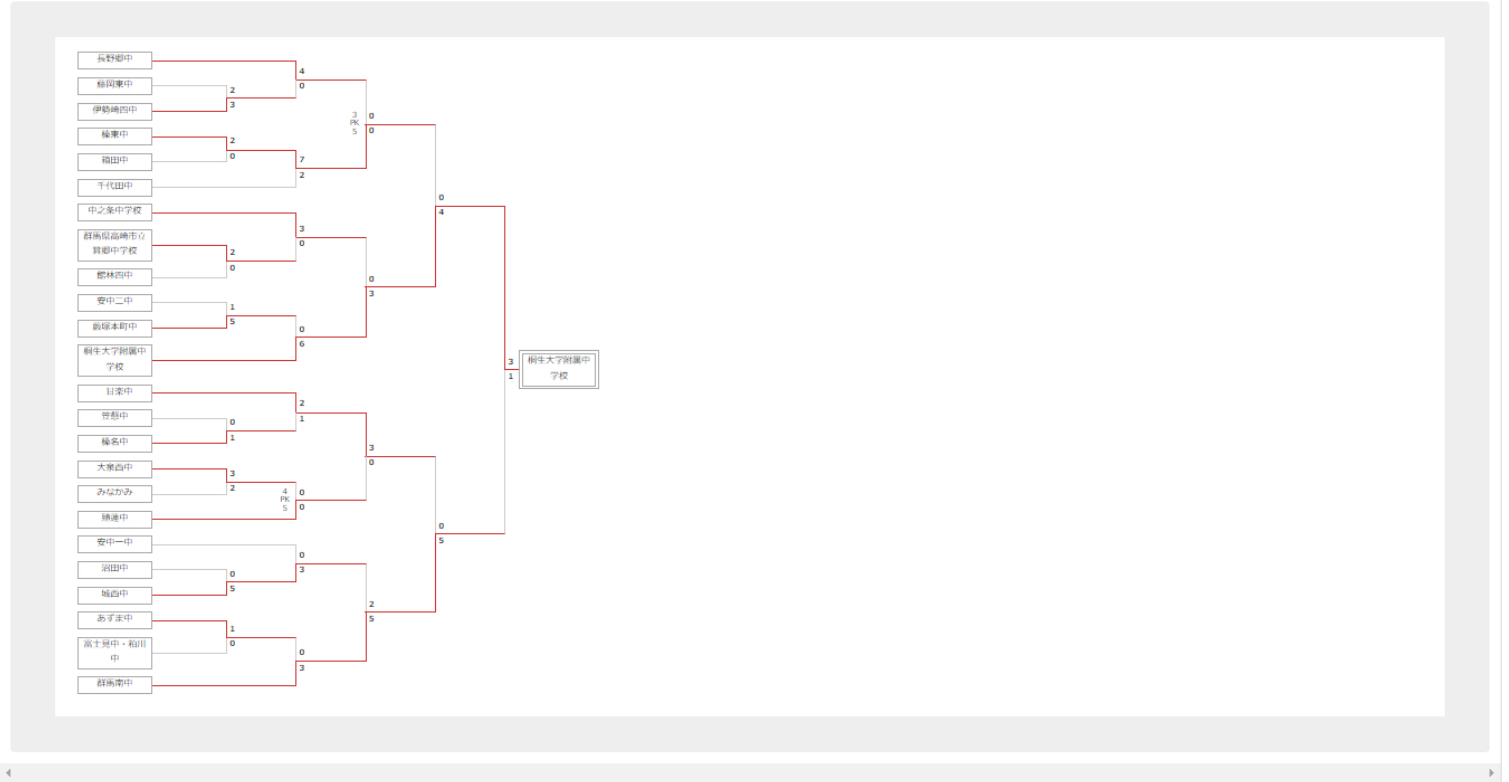 長野郷中
4
藤岡東中
2
0
伊勢崎四中
3
3
PK
5
0
0
榛東中
2
箱田中
0
7
千代田中
2
0
中之条中学校
4
3
群馬県高崎市立
箕郷中学校
2
0
館林四中
0
0
安中二中
1
3
藪塚本町中
5
0
桐生大学附属中
学校
6
3
桐生大学附属中
学校
1
甘楽中
2
笠懸中
0
1
榛名中
1
3
大泉西中
3
0
みなかみ
2
4
PK
5
0
0
安中一中
0
0
5
沼田中
0
3
城西中
5
2
あずま中
1
5
富士見中・粕川
中
0
0
群馬南中
3